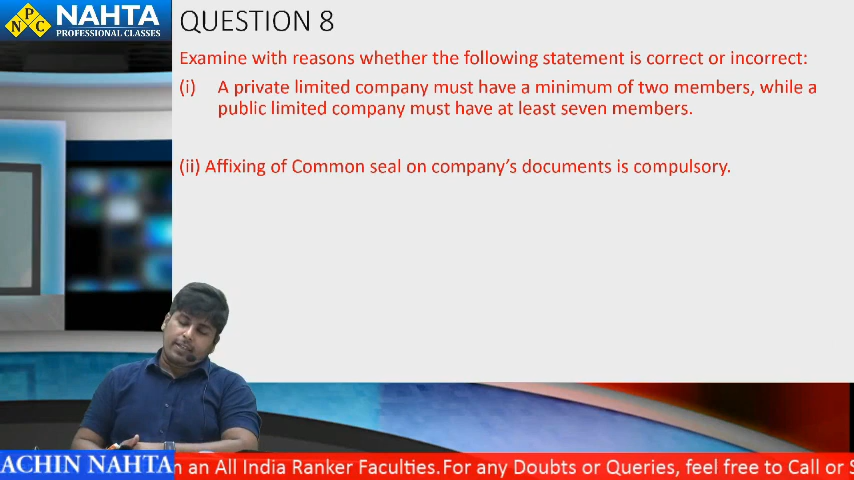 NPC
NAHTA
PROFESSIONAL CLASSES
QUESTION 8
Examine with reasons whether the following statement is correct or incorrect:
(i) A private limited company must have a minimum of two members, while a
public limited company must have at least seven members.
(ii) Affixing of Common seal on company's documents is compulsory.
ACHIN NAHTA
n an All India Ranker Faculties.For any Doubts or Queries, feel free to Call or S